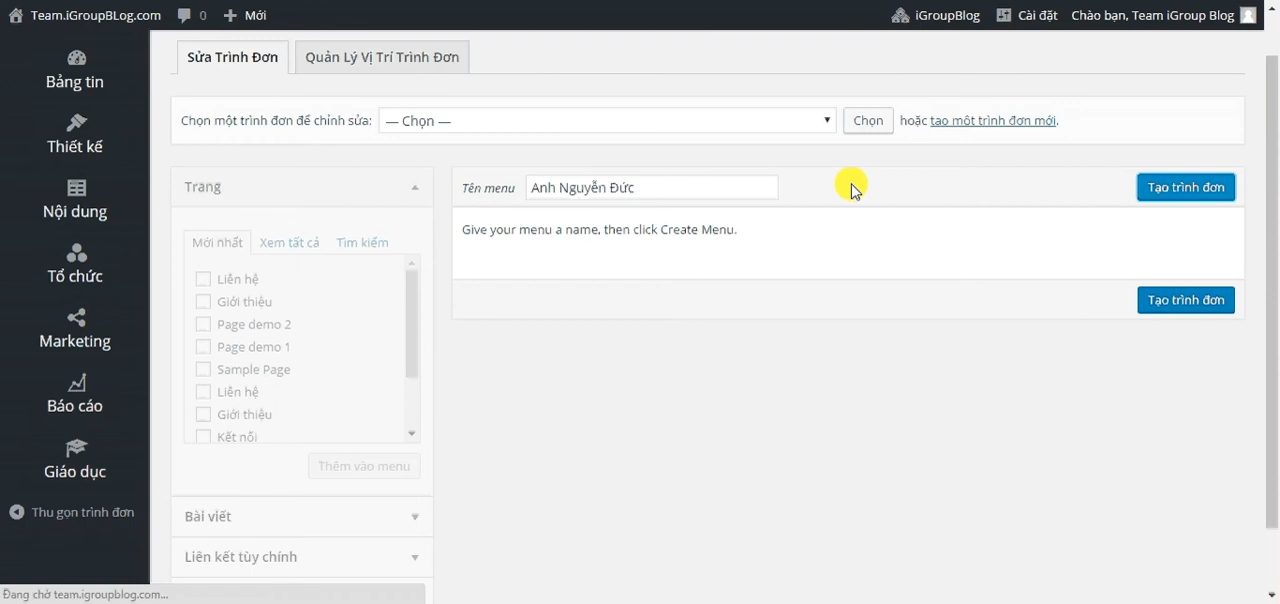 Team.iGroupBLog.com 0 Mới iGroupBlog Cài đặt Chào bạn, Team iGroup Blog
Bảng tin
Thiết kế
Nội dung
Tổ chức
Marketing
Báo cáo
Giáo dục
Thu gọn trình đơn
Sửa Trình Đơn Quản Lý Vị Trí Trình Đơn
Chọn một trình đơn để chỉnh sửa: — Chọn — Chọn hoặc tạo một trình đơn mới.
Trang
Mới nhất Xem tất cả Tìm kiếm
Liên hệ
Giới thiệu
Page demo 2
Page demo 1
Sample Page
Liên hệ
Giới thiệu
Kết nối
Thêm vào menu
Bài viết
Liên kết tùy chỉnh
Tên menu Anh Nguyễn Đức Tạo trình đơn
Give your menu a name, then click Create Menu.
Tạo trình đơn
Đang chờ team.igroupblog.com...